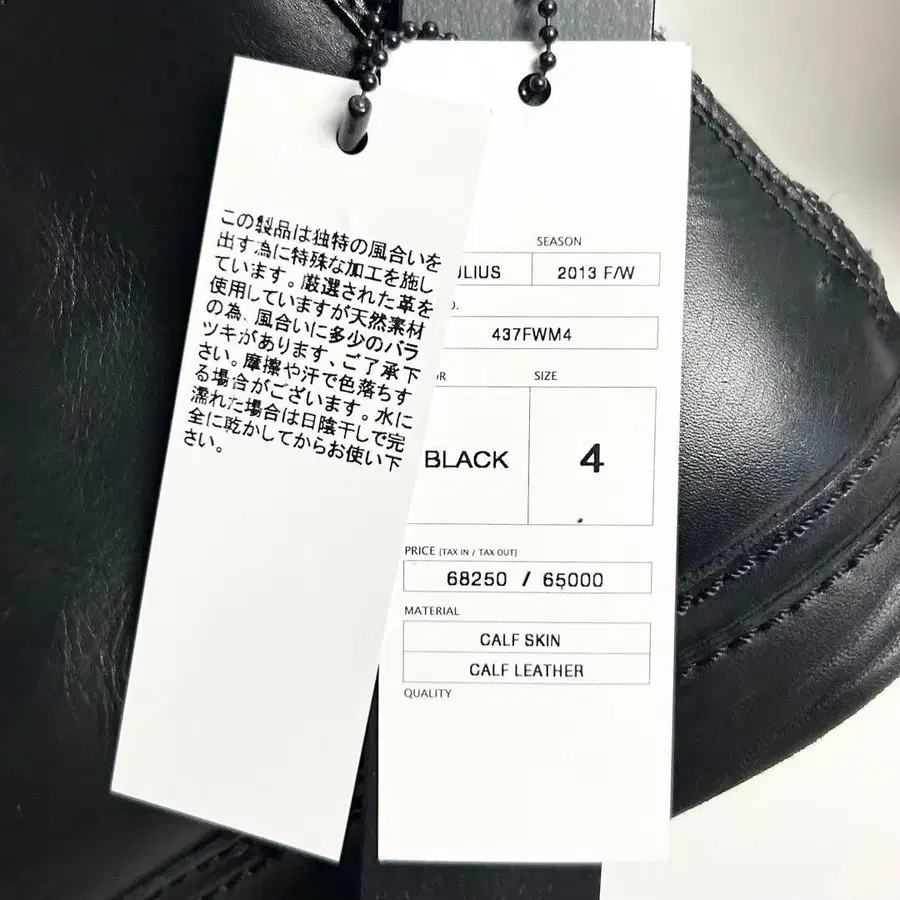 この製品は独特の風合いを
出す為に特殊な加工を施し
ています。厳選された革を
使用していますが天然素材
の為、風合いに多少のバラ
ツキがあります、ご了承下
さい。摩擦や汗で色落ちす
る場合がございます。水に
濡れた場合は日陰干しで完
全に乾かしてからお使い下
さい。
SEASON
ULIUS 2013 F/W
O.
437FWM4
OR SIZE
BLACK 4
PRICE [TAX IN / TAX OUT]
68250 / 65000
MATERIAL
CALF SKIN
CALF LEATHER
QUALITY